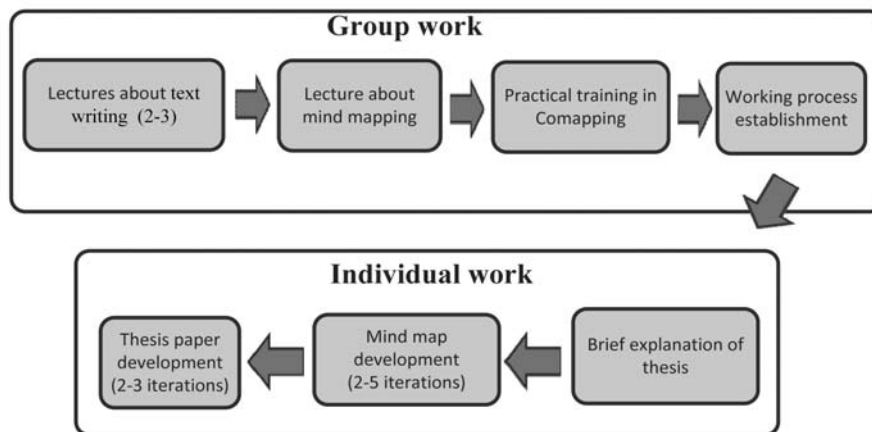 Group work
Lectures about text
writing (2-3)
Lecture about
mind mapping
Practical training in
Comapping
Working process
establishment
Individual work
Thesis paper
development
(2-3 iterations)
Mind map
development
(2-5 iterations)
Brief explanation of
thesis